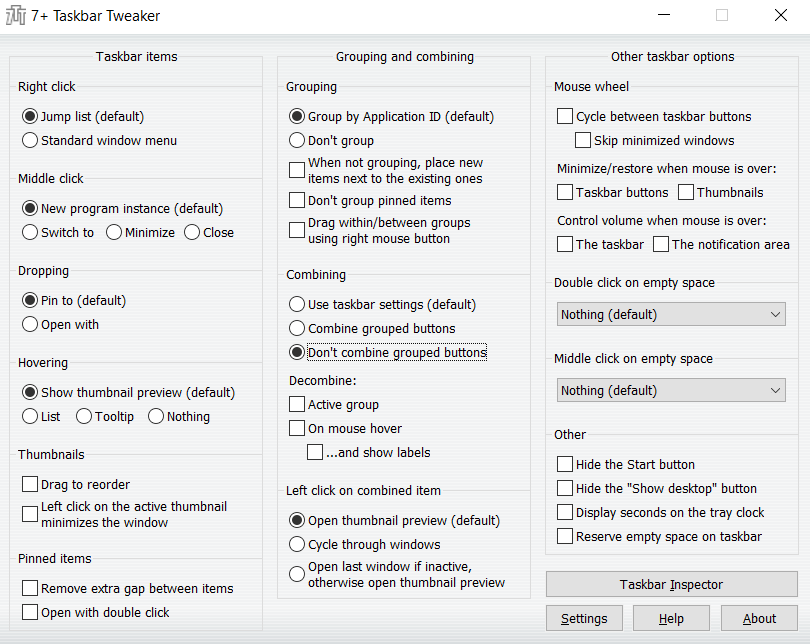 7+ Taskbar Tweaker
Taskbar items
Right click
Jump list (default)
Standard window menu
Middle click
New program instance (default)
Switch to Minimize Close
Dropping
Pin to (default)
Open with
Hovering
Show thumbnail preview (default)
List Tooltip Nothing
Thumbnails
Drag to reorder
Left click on the active thumbnail
minimizes the window
Pinned items
Remove extra gap between items
Open with double click
Grouping and combining
Grouping
Group by Application ID (default)
Don't group
When not grouping, place new
items next to the existing ones
Don't group pinned items
Drag within/between groups
using right mouse button
Combining
Use taskbar settings (default)
Combine grouped buttons
Don't combine grouped buttons
Decombine:
Active group
On mouse hover
...and show labels
Left click on combined item
Open thumbnail preview (default)
Cycle through windows
Open last window if inactive,
otherwise open thumbnail preview
Other taskbar options
Mouse wheel
Cycle between taskbar buttons
Skip minimized windows
Minimize/restore when mouse is over:
Taskbar buttons Thumbnails
Control volume when mouse is over:
The taskbar The notification area
Double click on empty space
Nothing (default)
Middle click on empty space
Nothing (default)
Other
Hide the Start button
Hide the "Show desktop" button
Display seconds on the tray clock
Reserve empty space on taskbar
Taskbar Inspector
Settings Help About